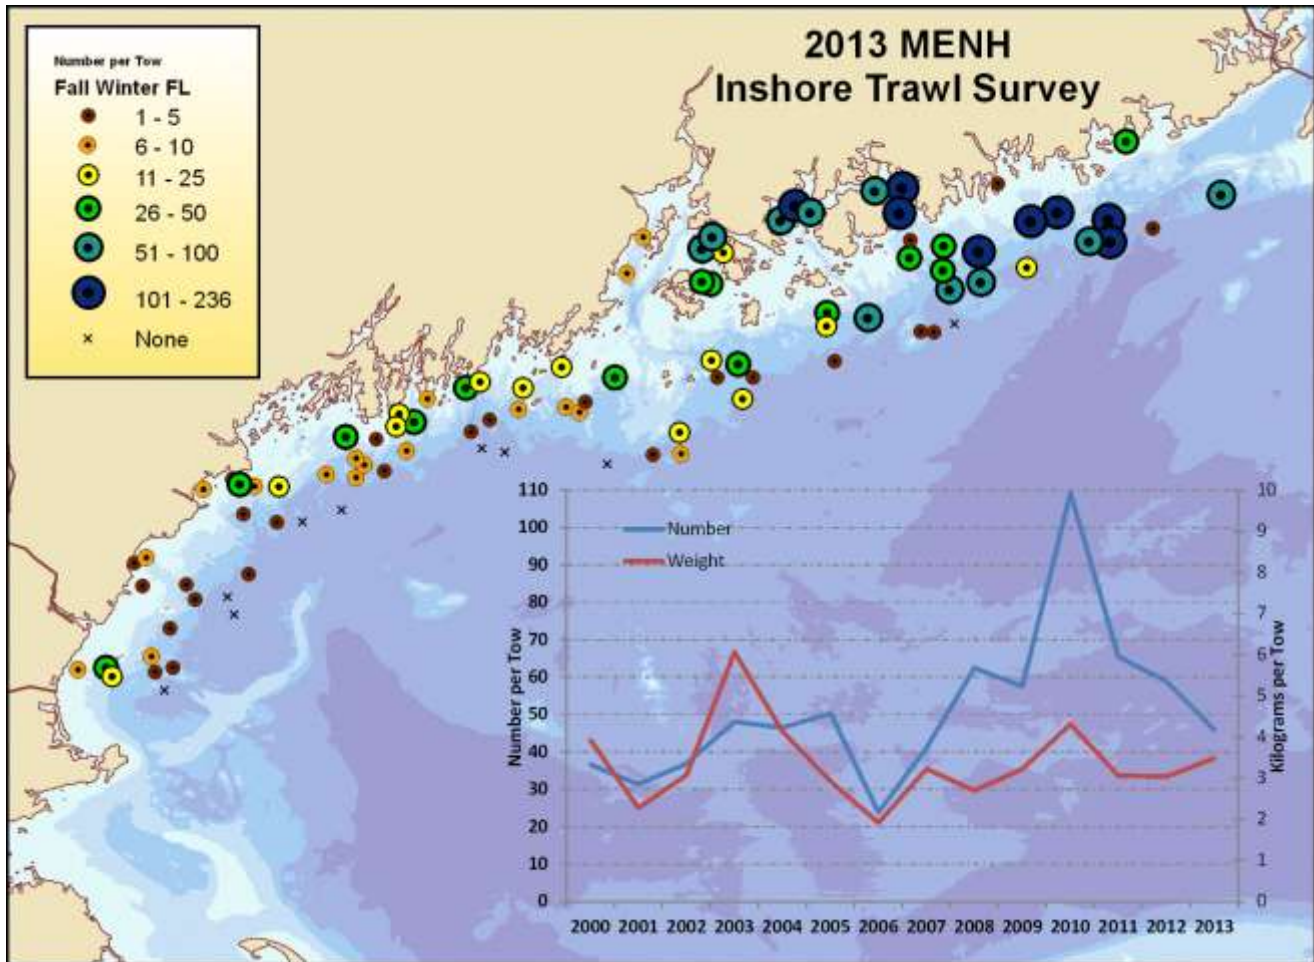 2013 MENH
Inshore Trawl Survey
Number per Tow
Fall Winter FL
1 - 5
6 - 10
11 - 25
26 - 50
51 - 100
101 - 236
× None
Number
Weight
Number per Tow
110
100
90
80
70
60
50
40
30
20
10
0
Kilograms per Tow
10
9
8
7
6
5
4
3
2
1
0
2000 2001 2002 2003 2004 2005 2006 2007 2008 2009 2010 2011 2012 2013